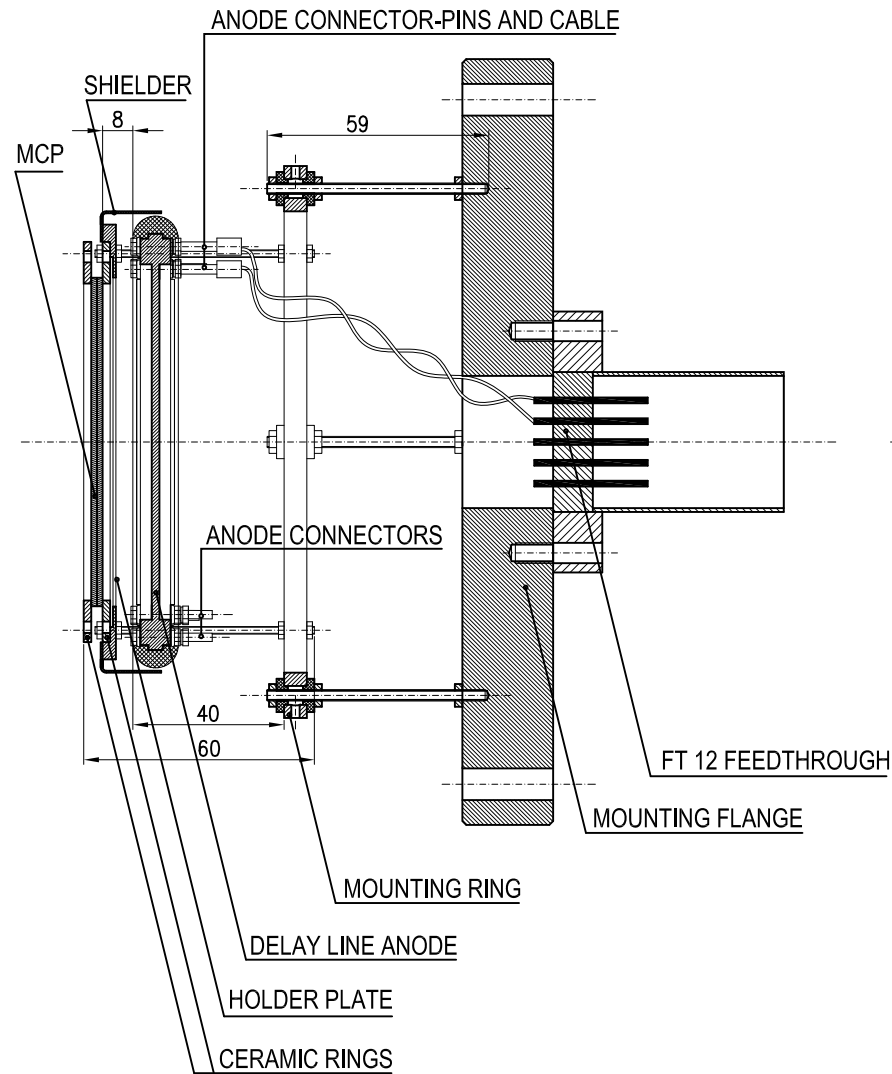 ANODE CONNECTOR-PINS AND CABLE
SHIELDER
8
59
MCP
ANODE CONNECTORS
40
60
FT 12 FEEDTHROUGH
MOUNTING FLANGE
MOUNTING RING
DELAY LINE ANODE
HOLDER PLATE
CERAMIC RINGS